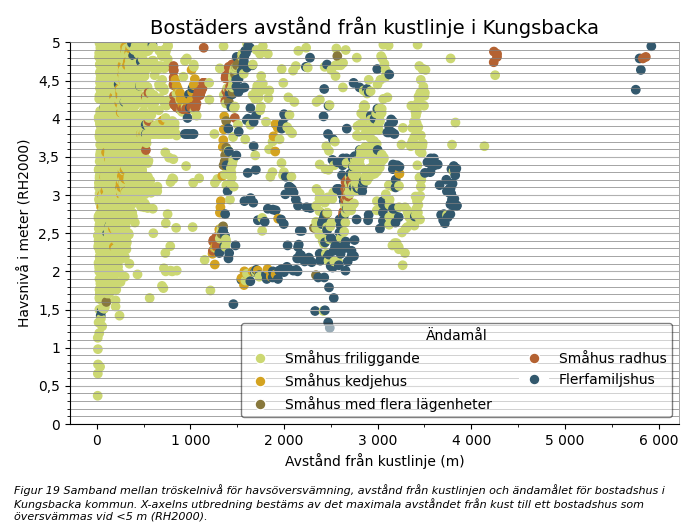 Bostäders avstånd från kustlinje i Kungsbacka
Havsnivå i meter (RH2000)
5
4,5
4
3,5
3
2,5
2
1,5
1
0,5
0
Ändamål
Småhus friliggande
Småhus kedjehus
Småhus med flera lägenheter
Småhus radhus
Flerfamiljshus
0 1 000 2 000 3 000 4 000 5 000 6 000
Avstånd från kustlinje (m)
Figur 19 Samband mellan tröskelnivå för havsöversvämning, avstånd från kustlinjen och ändamålet för bostadshus i
Kungsbacka kommun. X-axelns utbredning bestäms av det maximala avståndet från kust till ett bostadshus som
översvämmas vid <5 m (RH2000).